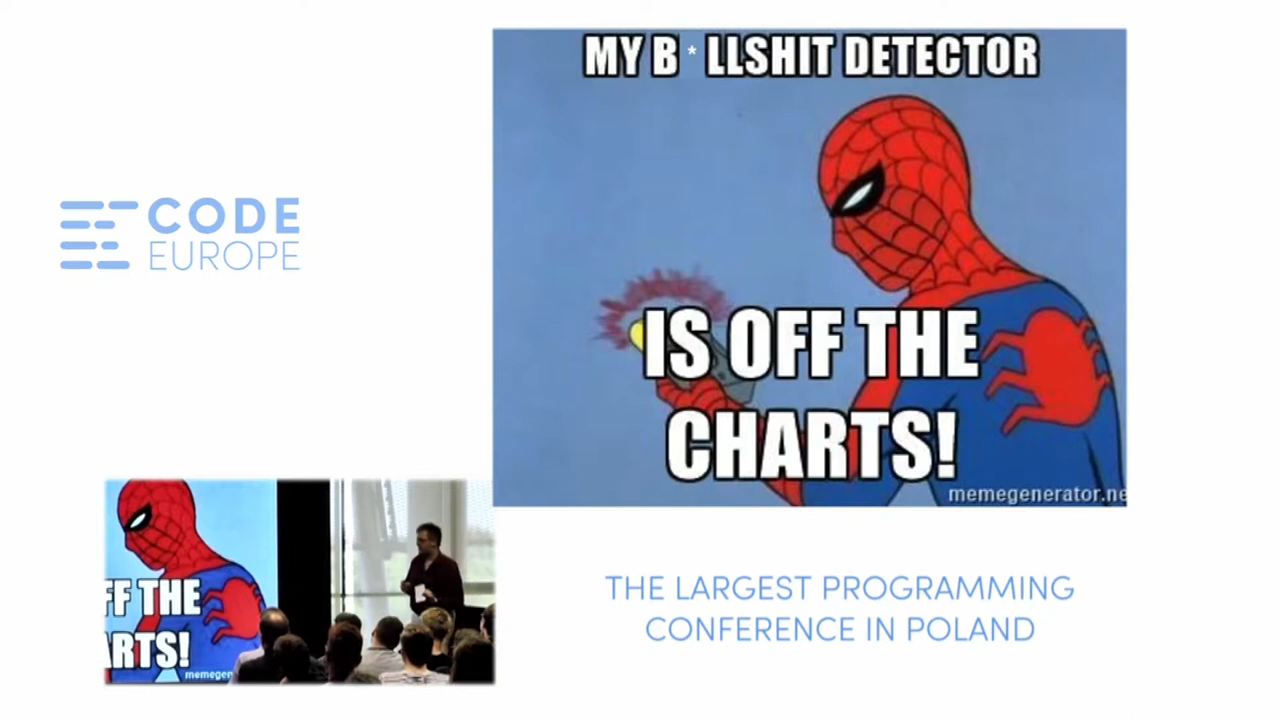 MY B * LLSHIT DETECTOR
CODE
EUROPE
IS OFF THE
CHARTS!
memegenerator.ne
FF THE
ARTS!
memegen
THE LARGEST PROGRAMMING
CONFERENCE IN POLAND